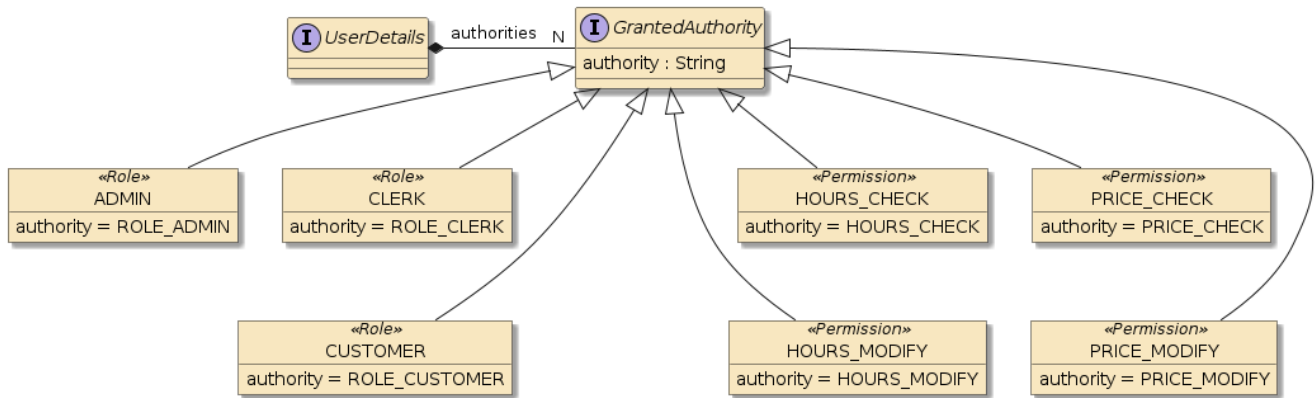 I UserDetails
authorities N
I GrantedAuthority
authority : String
«Role»
ADMIN
authority = ROLE_ADMIN
«Role»
CLERK
authority = ROLE_CLERK
«Permission»
HOURS_CHECK
authority = HOURS_CHECK
«Permission»
PRICE_CHECK
authority = PRICE_CHECK
«Role»
CUSTOMER
authority = ROLE_CUSTOMER
«Permission»
HOURS_MODIFY
authority = HOURS_MODIFY
«Permission»
PRICE_MODIFY
authority = PRICE_MODIFY